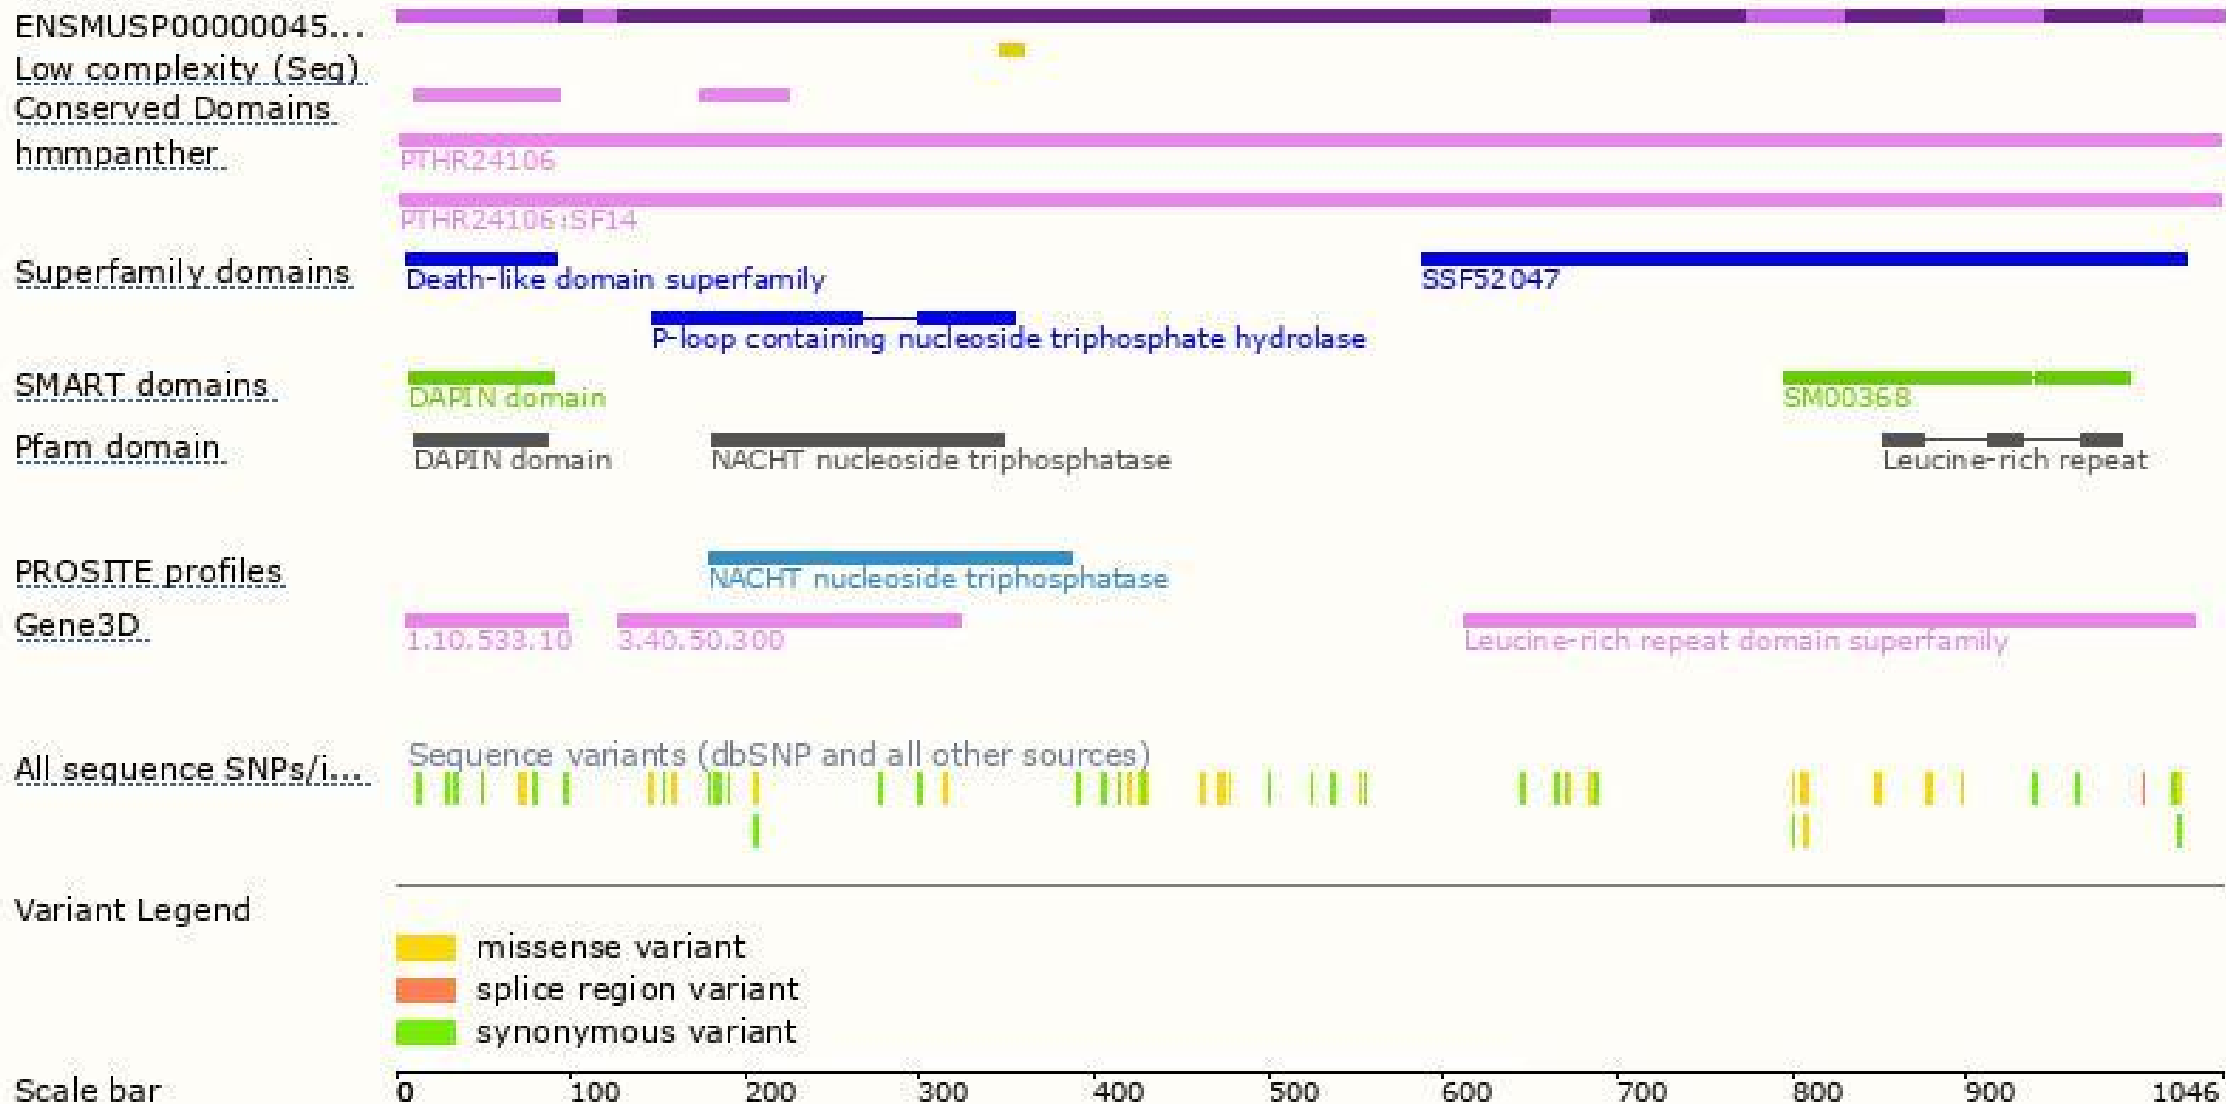 ENSMUSP00000045...
Low complexity (Seg)
Conserved Domains
hmmpanther
PTHR24106
PTHR24106:SF14
Superfamily domains
Death-like domain superfamily
SSF52047
P-loop containing nucleoside triphosphate hydrolase
SMART domains
DAPIN domain
SM00368
Pfam domain
DAPIN domain
NACHT nucleoside triphosphatase
Leucine-rich repeat
PROSITE profiles
NACHT nucleoside triphosphatase
Gene3D
1.10.533.10
3.40.50.300
Leucine-rich repeat domain superfamily
Sequence variants (dbSNP and all other sources)
All sequence SNPs/i...
Variant Legend
missense variant
splice region variant
synonymous variant
Scale bar
0 100 200 300 400 500 600 700 800 900 1046